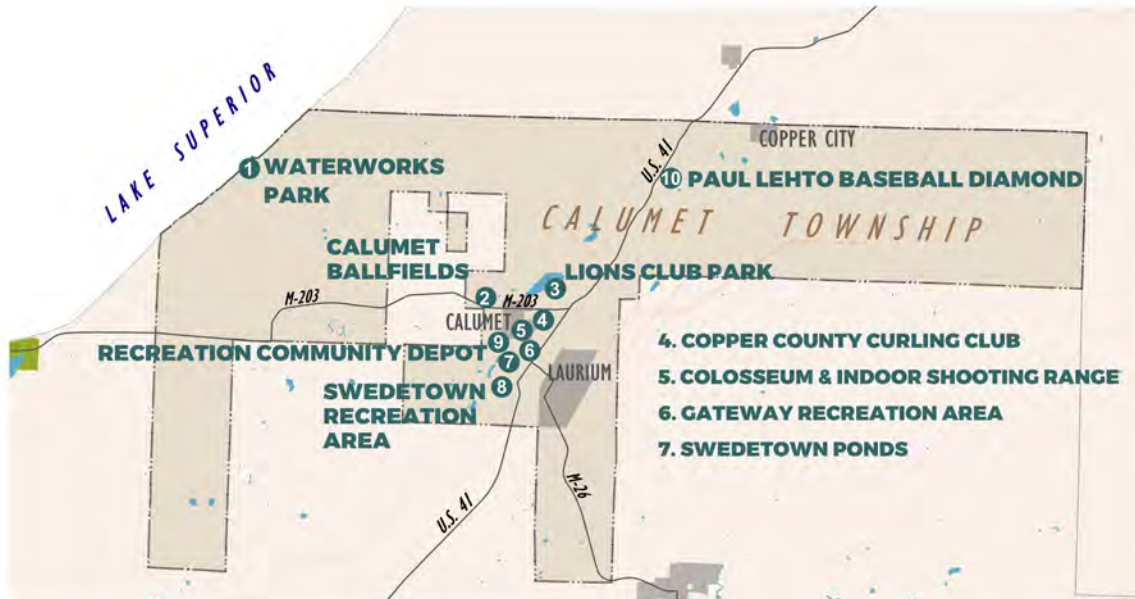 LAKE SUPERIOR
COPPER CITY
U.S. 41
1 WATERWORKS
PARK
10 PAUL LEHTO BASEBALL DIAMOND
CALUMET TOWNSHIP
CALUMET
BALLFIELDS
LIONS CLUB PARK
3
2
M-203
M-203
4
CALUMET
5
9
RECREATION COMMUNITY DEPOT
6
7
LAURIUM
SWEDETOWN
RECREATION
AREA
8
4. COPPER COUNTY CURLING CLUB
5. COLOSSEUM & INDOOR SHOOTING RANGE
6. GATEWAY RECREATION AREA
7. SWEDETOWN PONDS
M-26
U.S. 41